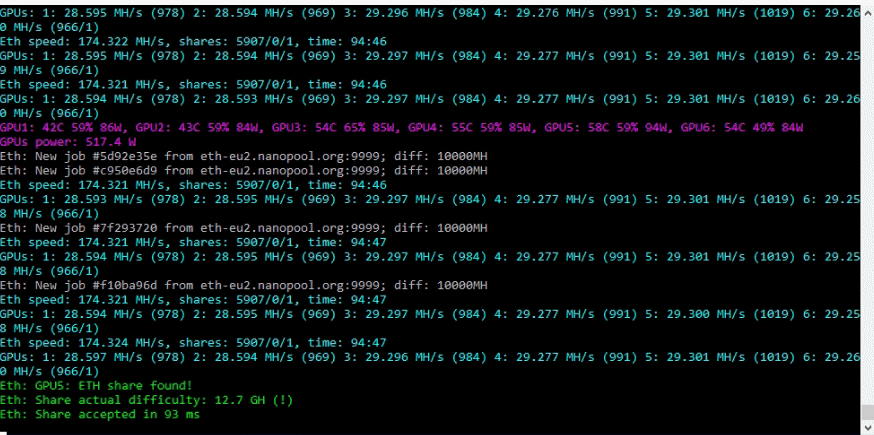 GPUs: 1: 28.595 MH/s (978) 2: 28.594 MH/s (969) 3: 29.296 MH/s (984) 4: 29.276 MH/s (991) 5: 29.301 MH/s (1019) 6: 29.26
0 MH/s (966/1)
Eth speed: 174.322 MH/s, shares: 5907/0/1, time: 94:46
GPUs: 1: 28.595 MH/s (978) 2: 28.594 MH/s (969) 3: 29.297 MH/s (984) 4: 29.277 MH/s (991) 5: 29.301 MH/s (1019) 6: 29.25
9 MH/s (966/1)
Eth speed: 174.321 MH/s, shares: 5907/0/1, time: 94:46
GPUs: 1: 28.594 MH/s (978) 2: 28.593 MH/s (969) 3: 29.297 MH/s (984) 4: 29.277 MH/s (991) 5: 29.301 MH/s (1019) 6: 29.26
0 MH/s (966/1)
GPU1: 42C 59% 86W, GPU2: 43C 59% 84W, GPU3: 54C 65% 85W, GPU4: 55C 59% 85W, GPU5: 58C 59% 94W, GPU6: 54C 49% 84W
GPUs power: 517.4 W
Eth: New job #5d92e35e from eth-eu2.nanopool.org:9999; diff: 10000MH
Eth: New job #c950e6d9 from eth-eu2.nanopool.org:9999; diff: 10000MH
Eth speed: 174.321 MH/s, shares: 5907/0/1, time: 94:46
GPUs: 1: 28.593 MH/s (978) 2: 28.595 MH/s (969) 3: 29.297 MH/s (984) 4: 29.277 MH/s (991) 5: 29.301 MH/s (1019) 6: 29.25
8 MH/s (966/1)
Eth: New job #7f293720 from eth-eu2.nanopool.org:9999; diff: 10000MH
Eth speed: 174.321 MH/s, shares: 5907/0/1, time: 94:47
GPUs: 1: 28.594 MH/s (978) 2: 28.595 MH/s (969) 3: 29.297 MH/s (984) 4: 29.277 MH/s (991) 5: 29.301 MH/s (1019) 6: 29.25
8 MH/s (966/1)
Eth: New job #f10ba96d from eth-eu2.nanopool.org:9999; diff: 10000MH
Eth speed: 174.321 MH/s, shares: 5907/0/1, time: 94:47
GPUs: 1: 28.594 MH/s (978) 2: 28.595 MH/s (969) 3: 29.297 MH/s (984) 4: 29.277 MH/s (991) 5: 29.300 MH/s (1019) 6: 29.25
8 MH/s (966/1)
Eth speed: 174.324 MH/s, shares: 5907/0/1, time: 94:47
GPUs: 1: 28.597 MH/s (978) 2: 28.594 MH/s (969) 3: 29.296 MH/s (984) 4: 29.277 MH/s (991) 5: 29.301 MH/s (1019) 6: 29.26
0 MH/s (966/1)
Eth: GPU5: ETH share found!
Eth: Share actual difficulty: 12.7 GH (!)
Eth: Share accepted in 93 ms